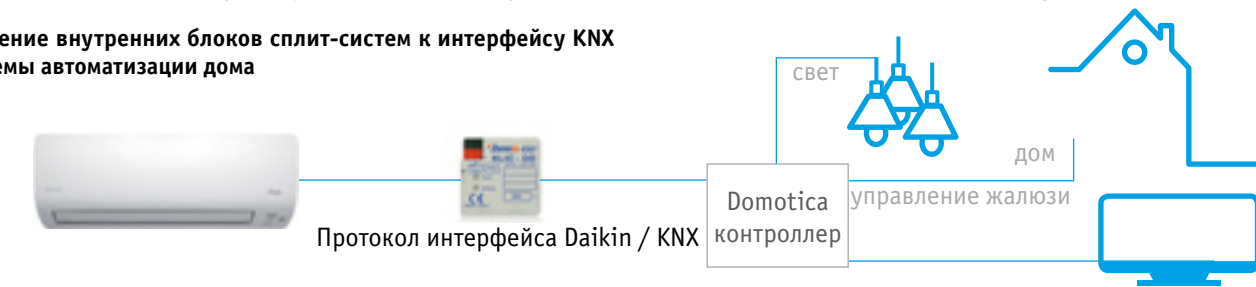 ение внутренних блоков сплит-систем к интерфейсу KNX
емы автоматизации дома
свет
дом
Domotica
контроллер
управление жалюзи
Протокол интерфейса Daikin / KNX